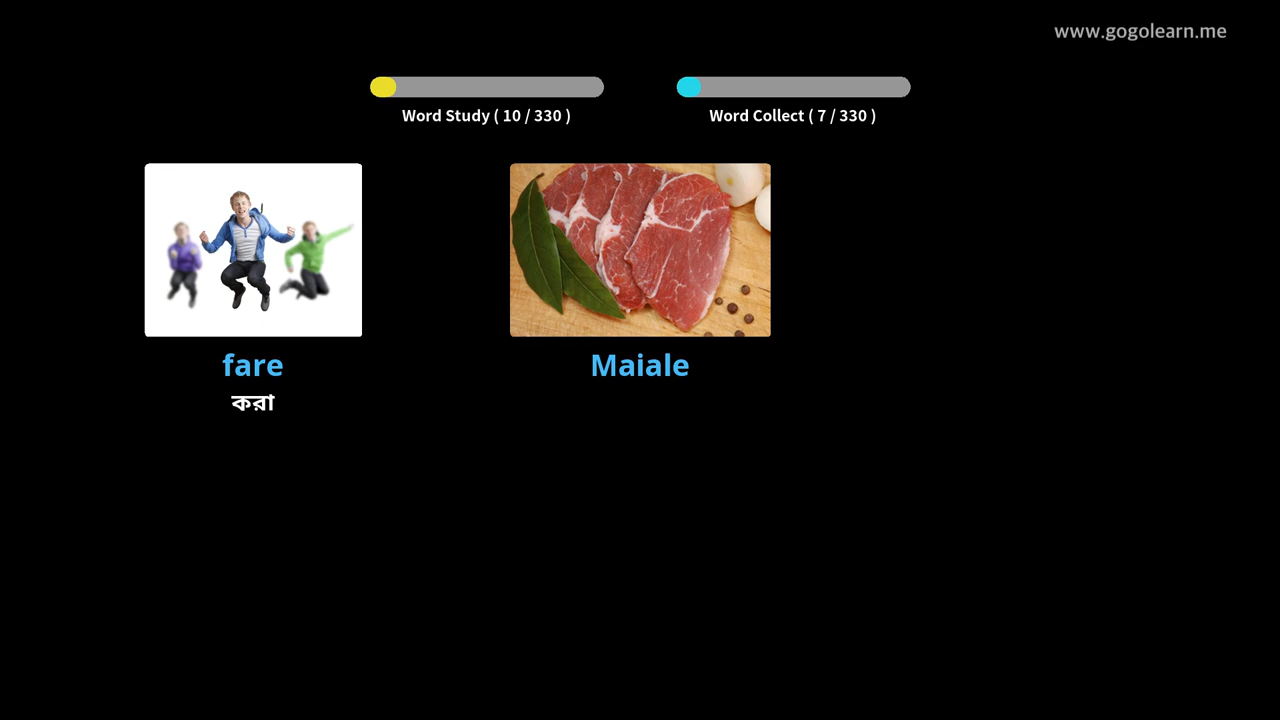 www.gogolearn.me
Word Study ( 10 / 330 )
Word Collect ( 7 / 330 )
fare
Maiale
করা